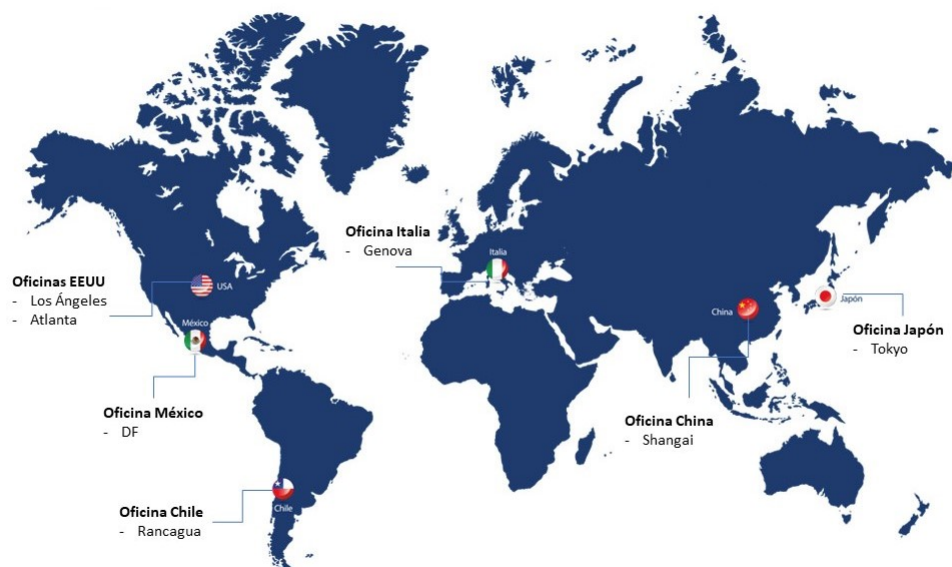 Oficina Italia
- Genova
Italia
Oficinas EEUU
- Los Ángeles
- Atlanta
USA
México
China
Japón
Oficina Japón
- Tokyo
Oficina México
- DF
Oficina China
- Shangai
Oficina Chile
- Rancagua
Chile